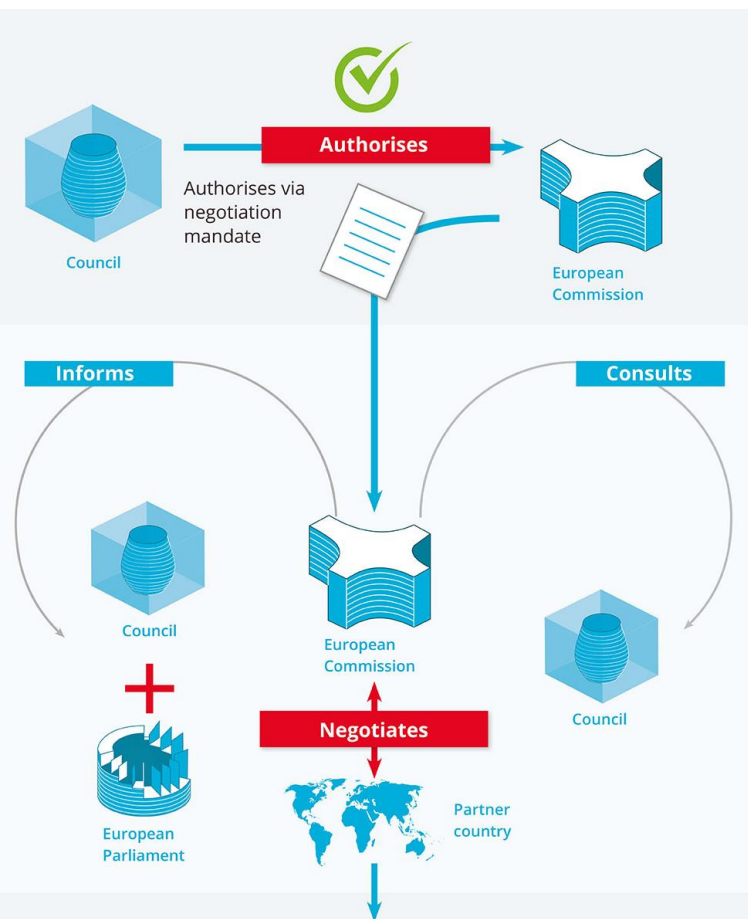 Authorises
Authorises via
negotiation
mandate
Council
European
Commission
Informs
Consults
Council
European
Commission
Council
Negotiates
European
Parliament
Partner
country